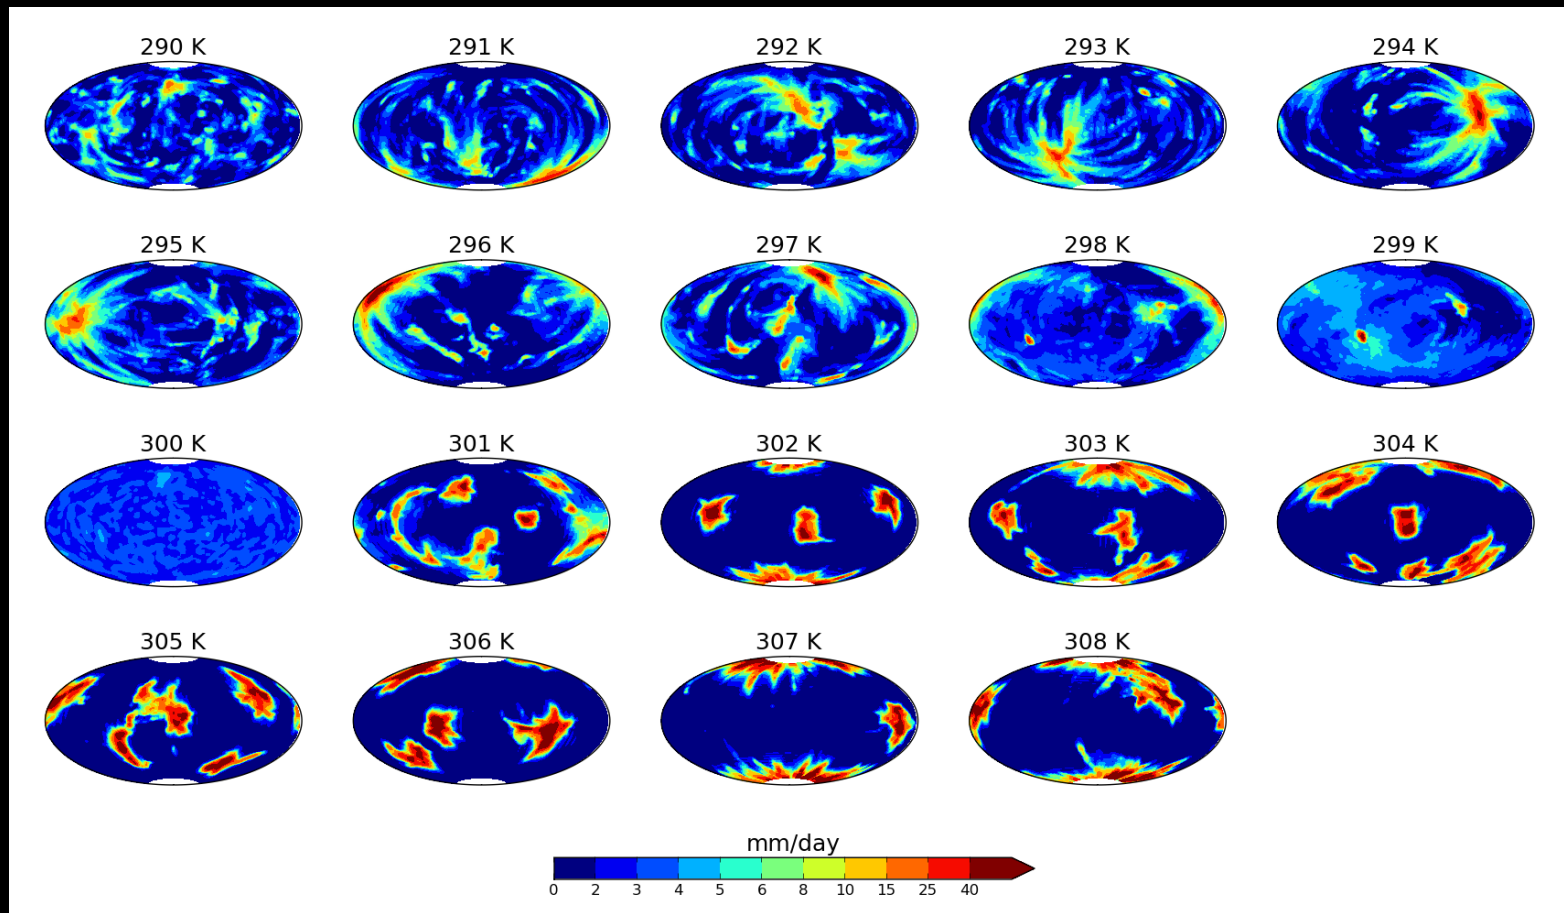 290 K 291 K 292 K 293 K 294 K
295 K 296 K 297 K 298 K 299 K
300 K 301 K 302 K 303 K 304 K
305 K 306 K 307 K 308 K
mm/day
0 2 3 4 5 6 8 10 15 25 40